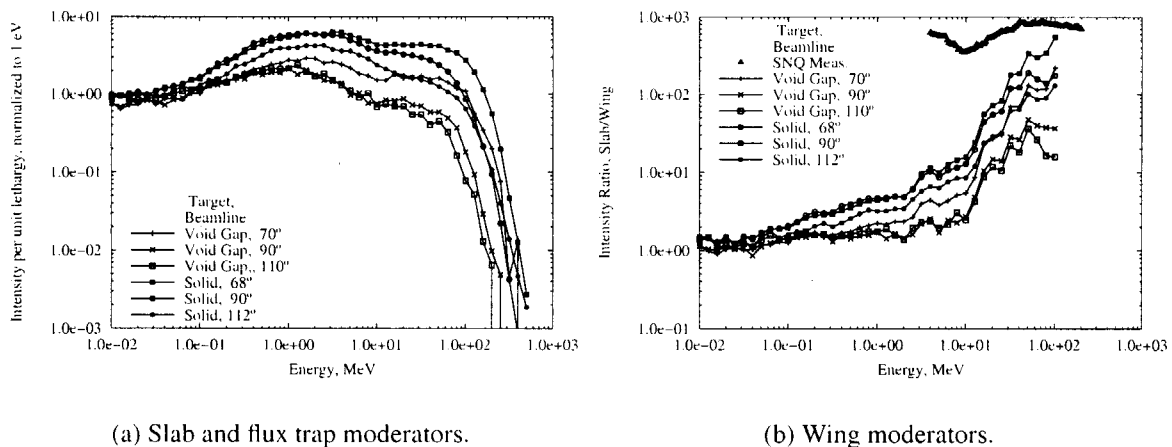 Intensity per unit lethargy, normalized to 1 eV
1.0e+01
1.0e+00
1.0e-01
1.0e-02
1.0e-03
Target,
Beamline
Void Gap, 70"
Void Gap, 90"
Void Gap,, 110"
Solid, 68"
Solid, 90"
Solid, 112"
1.0e-02 1.0e-01 1.0e+00 1.0e+01 1.0e+02 1.0e+03
Energy, MeV
(a) Slab and flux trap moderators.
Intensity Ratio, Slab/Wing
1.0e+03
1.0e+02
1.0e+01
1.0e+00
1.0e-01
Target,
Beamline
SNQ Meas.
Void Gap, 70"
Void Gap, 90"
Void Gap, 110"
Solid, 68"
Solid, 90"
Solid, 112"
1.0e-02 1.0e-01 1.0e+00 1.0e+01 1.0e+02 1.0e+03
Energy, MeV
(b) Wing moderators.